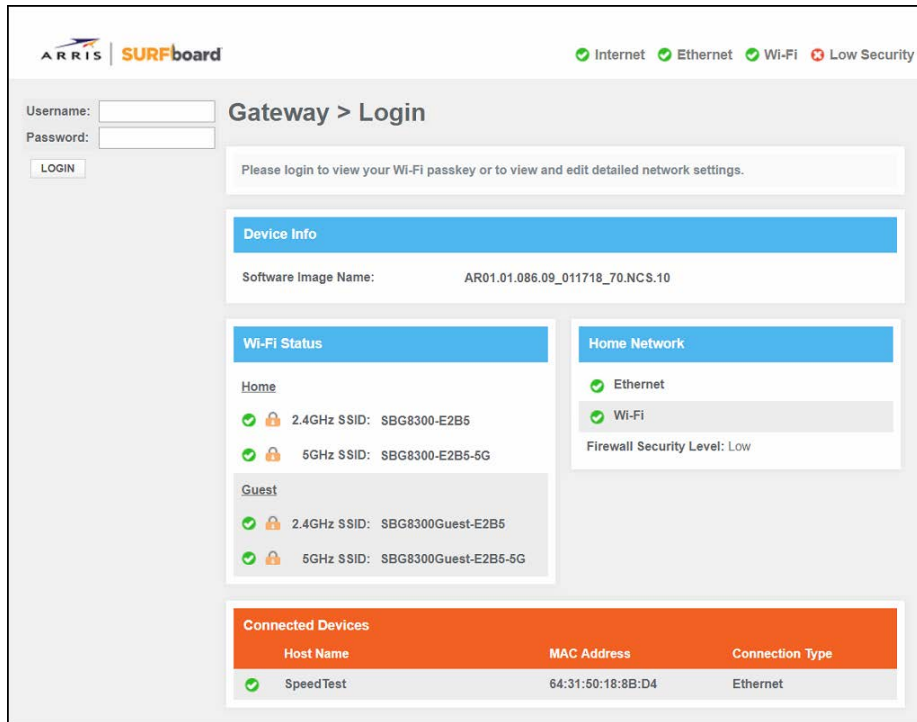 ARRIS SURFboard
Internet Ethernet Wi-Fi Low Security
Username:
Password:
LOGIN
Gateway > Login
Please login to view your Wi-Fi passkey or to view and edit detailed network settings.
Device Info
Software Image Name: AR01.01.086.09_011718_70.NCS.10
Wi-Fi Status
Home
2.4GHz SSID: SBG8300-E2B5
5GHz SSID: SBG8300-E2B5-5G
Guest
2.4GHz SSID: SBG8300Guest-E2B5
5GHz SSID: SBG8300Guest-E2B5-5G
Home Network
Ethernet
Wi-Fi
Firewall Security Level: Low
Connected Devices
Host Name MAC Address Connection Type
SpeedTest 64:31:50:18:8B:D4 Ethernet